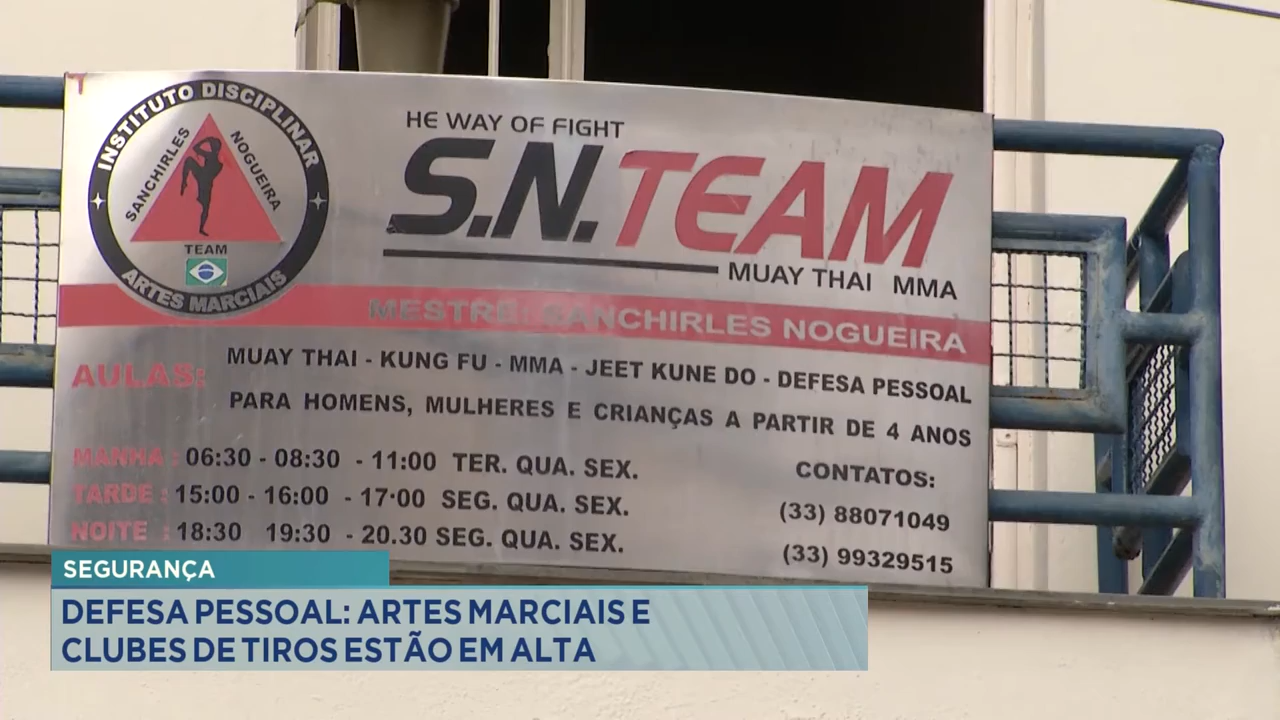 INSTITUTO DISCIPLINAR
SANCHIRLES
NOGUEIRA
TEAM
ARTES MARCIAIS
HE WAY OF FIGHT
S.N.TEAM
MUAY THAI MMA
MESTRE: SANCHIRLES NOGUEIRA
AULAS: MUAY THAI - KUNG FU - MMA - JEET KUNE DO - DEFESA PESSOAL
PARA HOMENS, MULHERES E CRIANÇAS A PARTIR DE 4 ANOS
MANHÃ : 06:30 - 08:30 - 11:00 TER. QUA. SEX.
TARDE : 15:00 - 16:00 - 17:00 SEG. QUA. SEX.
NOITE : 18:30 19:30 - 20.30 SEG. QUA. SEX.
CONTATOS:
(33) 88071049
(33) 99329515
SEGURANÇA
DEFESA PESSOAL: ARTES MARCIAIS E
CLUBES DE TIROS ESTÃO EM ALTA